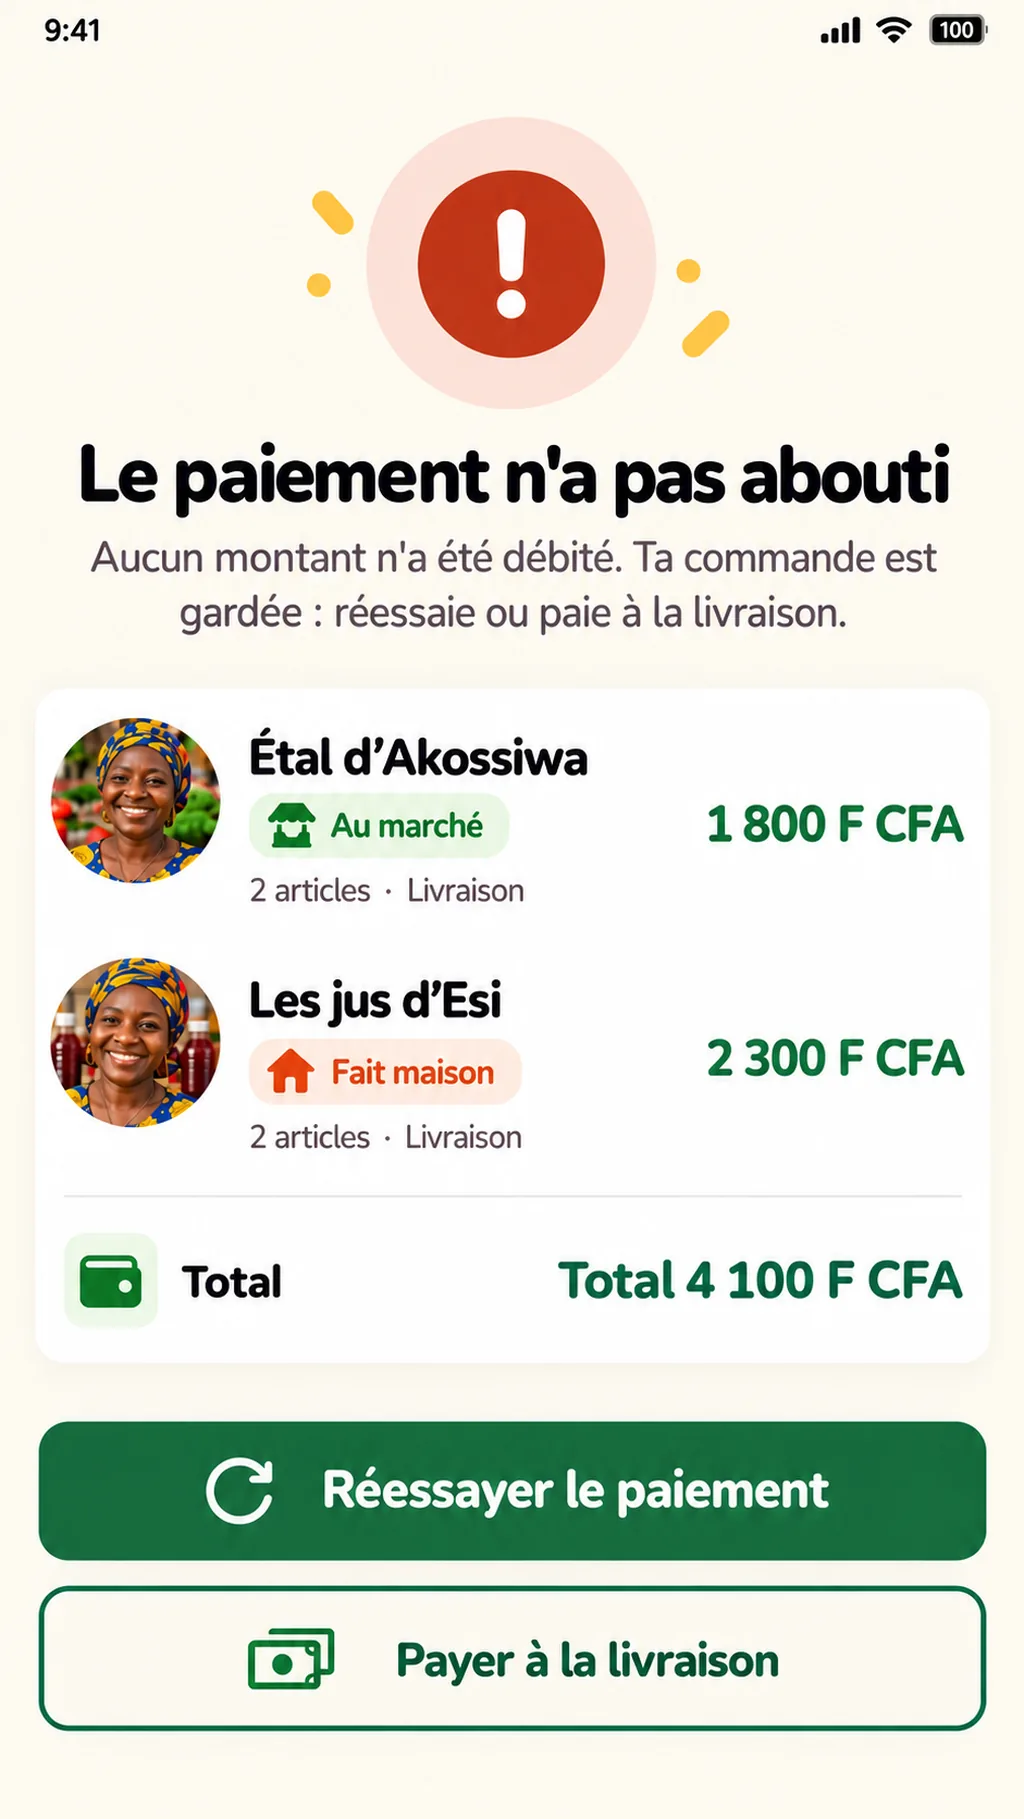 9:41
100
Le paiement n'a pas abouti
Aucun montant n'a été débité. Ta commande est
gardée : réessaie ou paie à la livraison.
Étal d’Akossiwa
Au marché
1 800 F CFA
2 articles · Livraison
Les jus d’Esi
Fait maison
2 300 F CFA
2 articles · Livraison
Total
Total 4 100 F CFA
Réessayer le paiement
Payer à la livraison